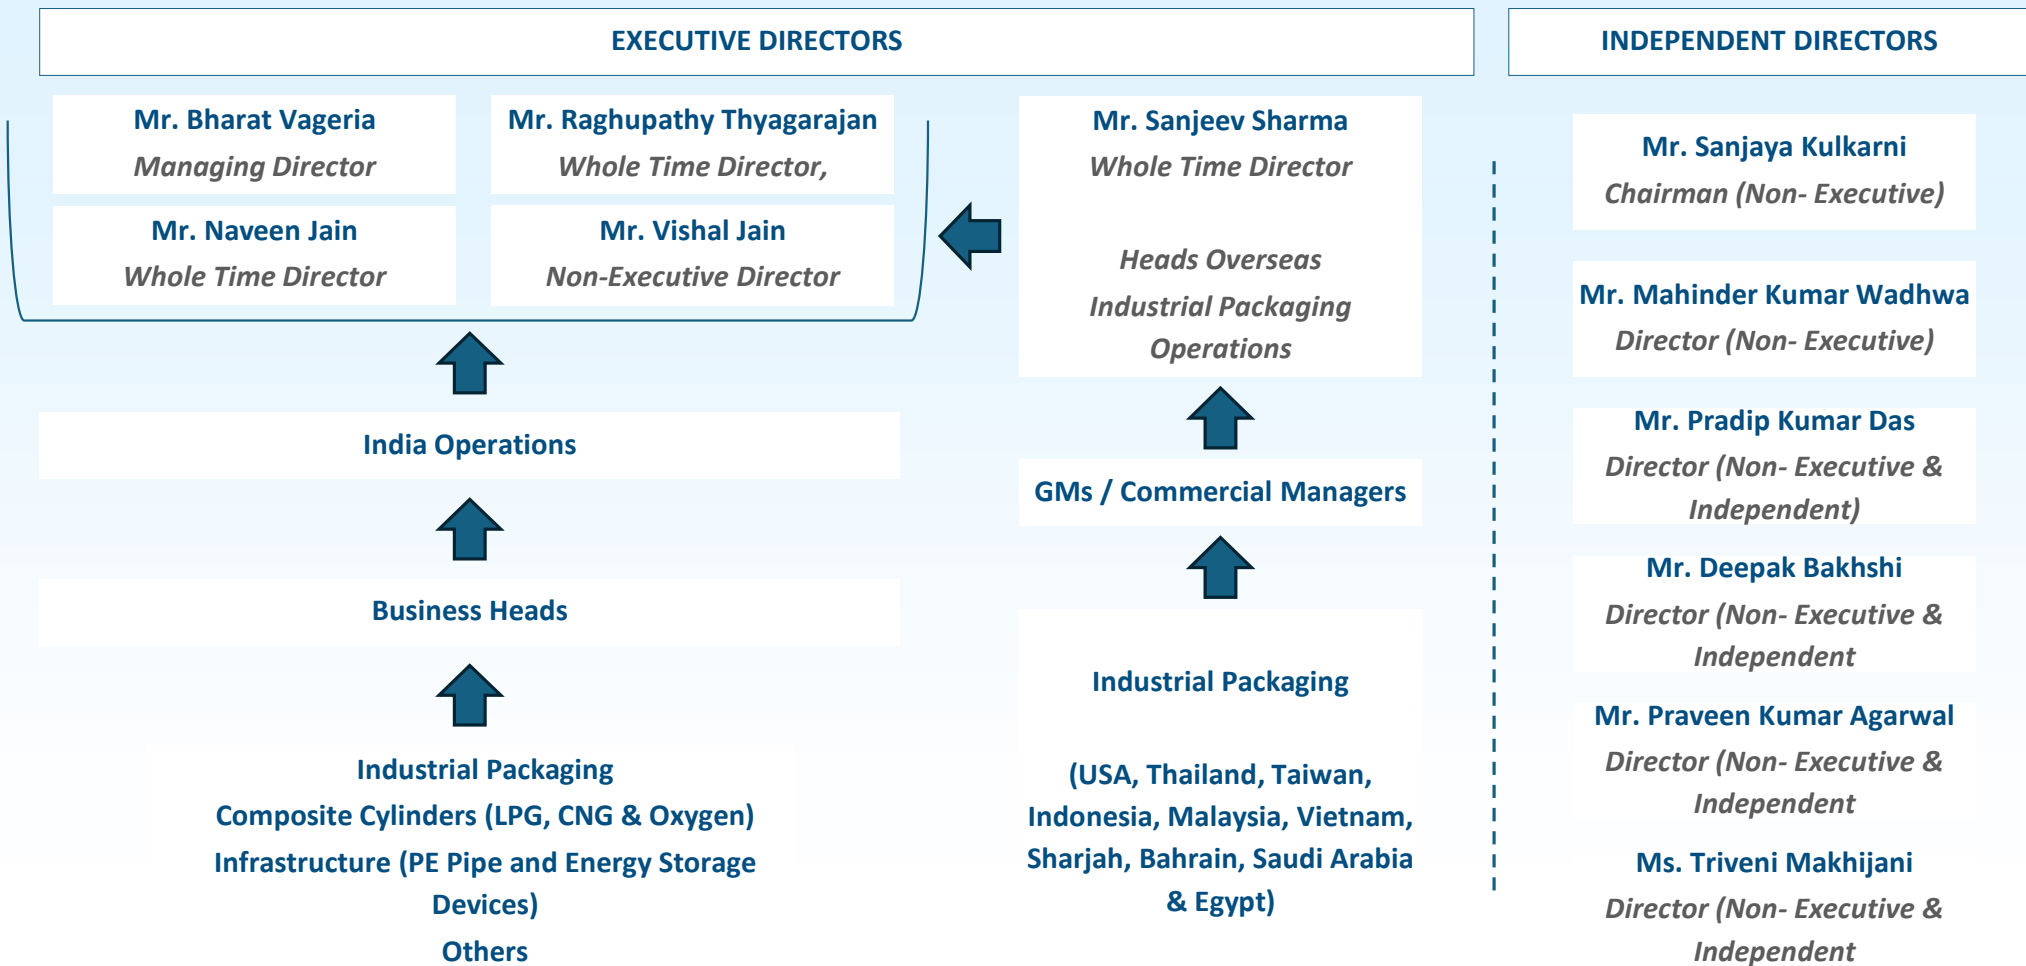 EXECUTIVE DIRECTORS
Mr. Bharat Vageria
Managing Director
Mr. Raghupathy Thyagarajan
Whole Time Director,
Mr. Naveen Jain
Whole Time Director
Mr. Vishal Jain
Non-Executive Director
India Operations
Business Heads
Industrial Packaging
Composite Cylinders (LPG, CNG & Oxygen)
Infrastructure (PE Pipe and Energy Storage
Devices)
Others
Mr. Sanjeev Sharma
Whole Time Director
Heads Overseas
Industrial Packaging
Operations
GMs / Commercial Managers
Industrial Packaging
(USA, Thailand, Taiwan,
Indonesia, Malaysia, Vietnam,
Sharjah, Bahrain, Saudi Arabia
& Egypt)
INDEPENDENT DIRECTORS
Mr. Sanjaya Kulkarni
Chairman (Non- Executive)
Mr. Mahinder Kumar Wadhwa
Director (Non- Executive)
Mr. Pradip Kumar Das
Director (Non- Executive &
Independent)
Mr. Deepak Bakhshi
Director (Non- Executive &
Independent
Mr. Praveen Kumar Agarwal
Director (Non- Executive &
Independent
Ms. Triveni Makhijani
Director (Non- Executive &
Independent